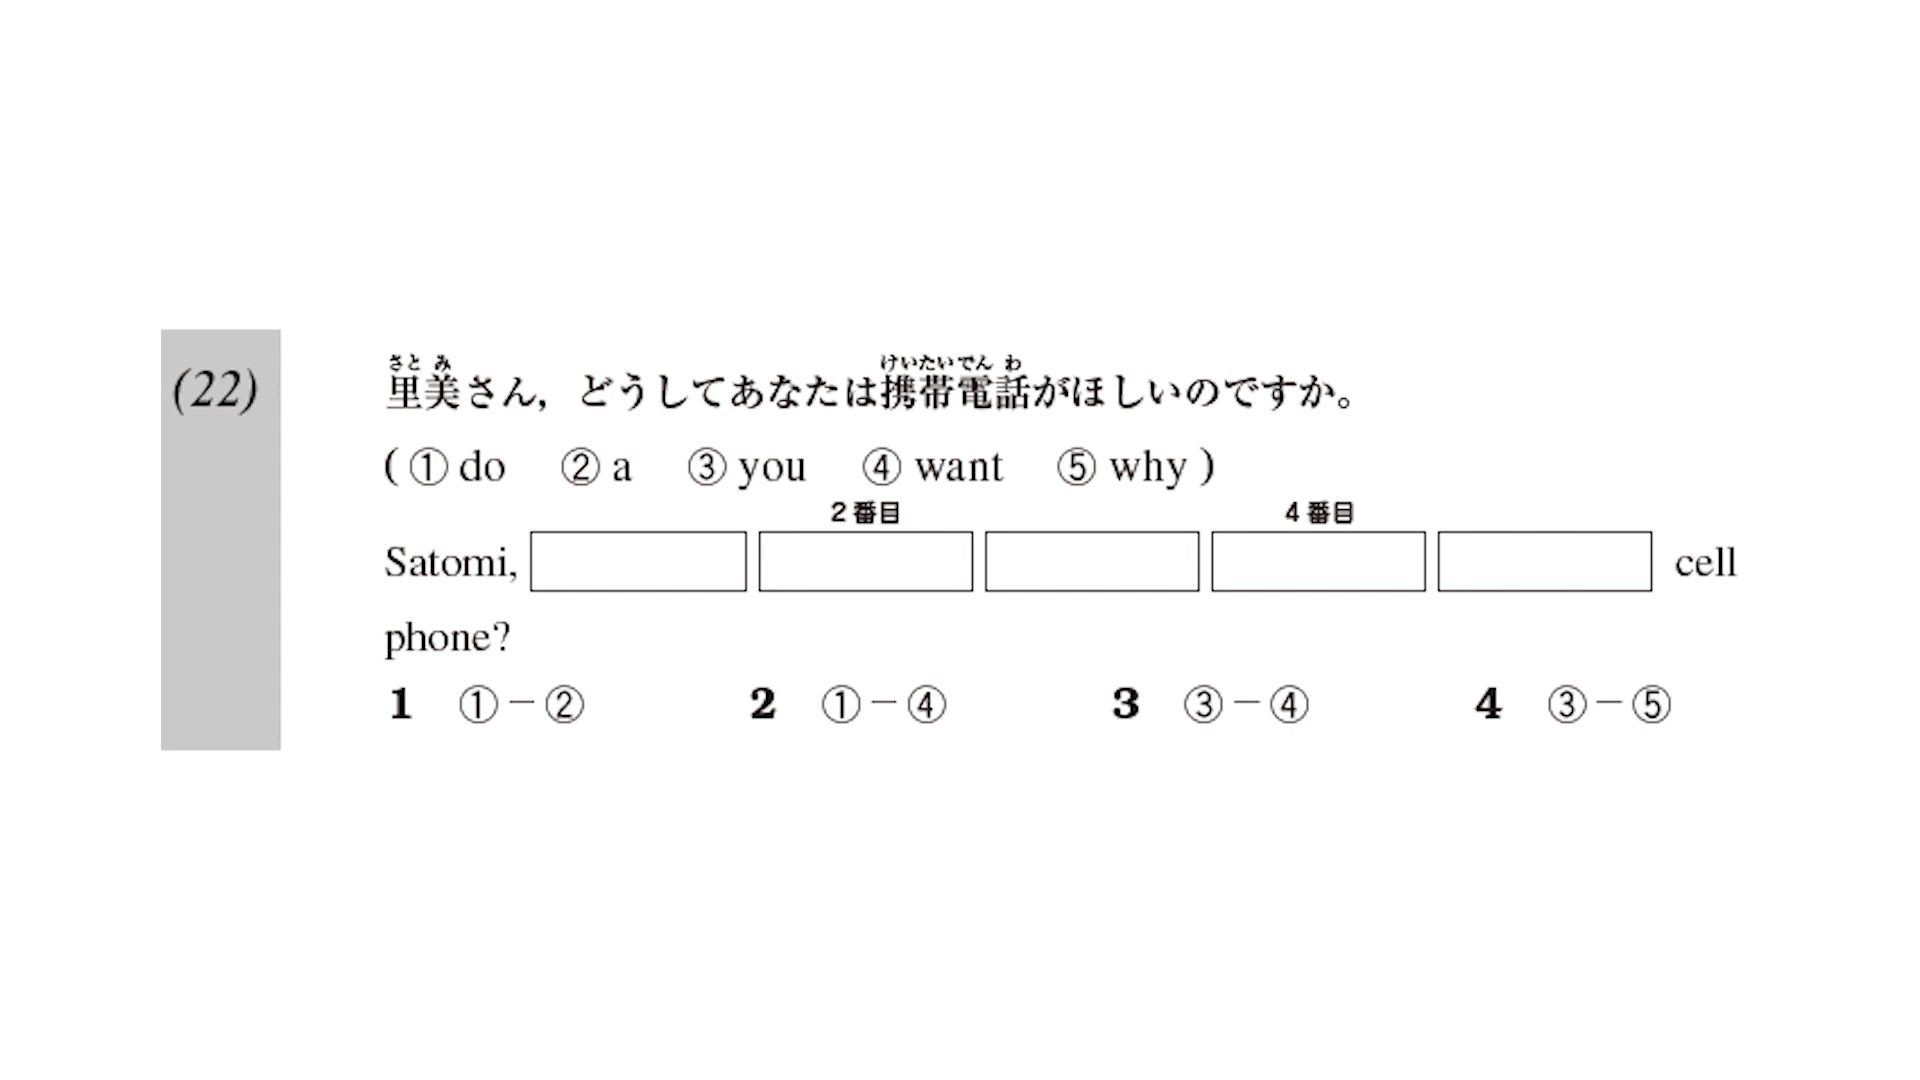 (22) 里美さん，どうしてあなたは携帯電話がほしいのですか。
さとみ けいたいでんわ
( ① do ② a ③ you ④ want ⑤ why )
2番目 4番目
Satomi, cell
phone?
1 ①－② 2 ①－④ 3 ③－④ 4 ③－⑤